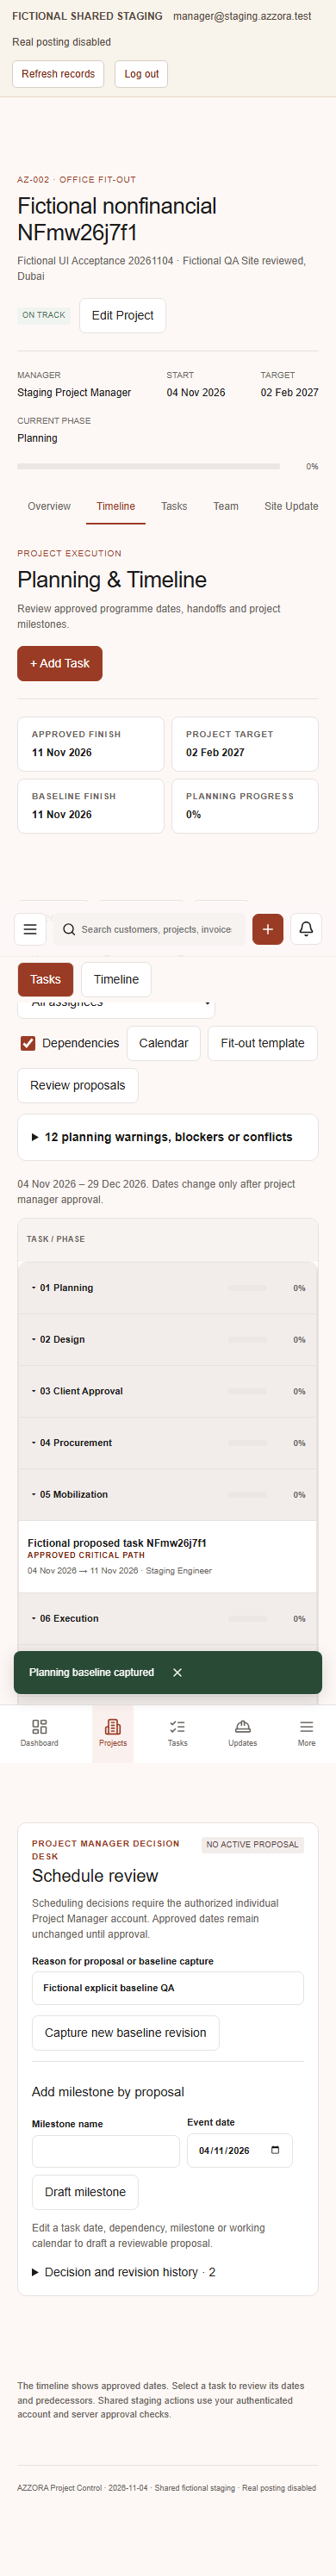 FICTIONAL SHARED STAGING manager@staging.azzora.test
Real posting disabled
Refresh records Log out
AZ-002 · OFFICE FIT-OUT
Fictional nonfinancial
NFmw26j7f1
Fictional UI Acceptance 20261104 · Fictional QA Site reviewed,
Dubai
ON TRACK Edit Project
MANAGER START TARGET
Staging Project Manager 04 Nov 2026 02 Feb 2027
CURRENT PHASE
Planning
0%
Overview Timeline Tasks Team Site Update
PROJECT EXECUTION
Planning & Timeline
Review approved programme dates, handoffs and project
milestones.
+ Add Task
APPROVED FINISH PROJECT TARGET
11 Nov 2026 02 Feb 2027
BASELINE FINISH PLANNING PROGRESS
11 Nov 2026 0%
Search customers, projects, invoice
Tasks Timeline
All assignees
Dependencies Calendar Fit-out template
Review proposals
12 planning warnings, blockers or conflicts
04 Nov 2026 – 29 Dec 2026. Dates change only after project
manager approval.
TASK / PHASE
01 Planning 0%
02 Design 0%
03 Client Approval 0%
04 Procurement 0%
05 Mobilization 0%
Fictional proposed task NFmw26j7f1
APPROVED CRITICAL PATH
04 Nov 2026 → 11 Nov 2026 · Staging Engineer
06 Execution 0%
Planning baseline captured
Dashboard Projects Tasks Updates More
PROJECT MANAGER DECISION
DESK
NO ACTIVE PROPOSAL
Schedule review
Scheduling decisions require the authorized individual
Project Manager account. Approved dates remain
unchanged until approval.
Reason for proposal or baseline capture
Fictional explicit baseline QA
Capture new baseline revision
Add milestone by proposal
Milestone name Event date
04/11/2026
Draft milestone
Edit a task date, dependency, milestone or working
calendar to draft a reviewable proposal.
Decision and revision history · 2
The timeline shows approved dates. Select a task to review its dates
and predecessors. Shared staging actions use your authenticated
account and server approval checks.
AZZORA Project Control · 2026-11-04 · Shared fictional staging · Real posting disabled